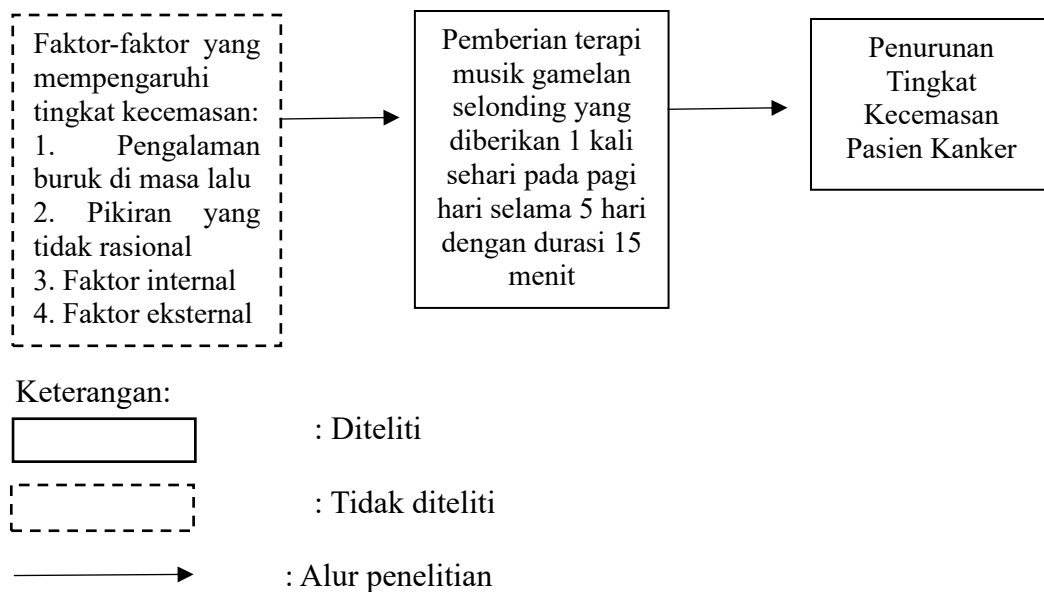 Faktor-faktor yang
mempengaruhi
tingkat kecemasan:
1. Pengalaman
buruk di masa lalu
2. Pikiran yang
tidak rasional
3. Faktor internal
4. Faktor eksternal
Pemberian terapi
musik gamelan
selonding yang
diberikan 1 kali
sehari pada pagi
hari selama 5 hari
dengan durasi 15
menit
Penurunan
Tingkat
Kecemasan
Pasien Kanker
Keterangan:
: Diteliti
: Tidak diteliti
: Alur penelitian